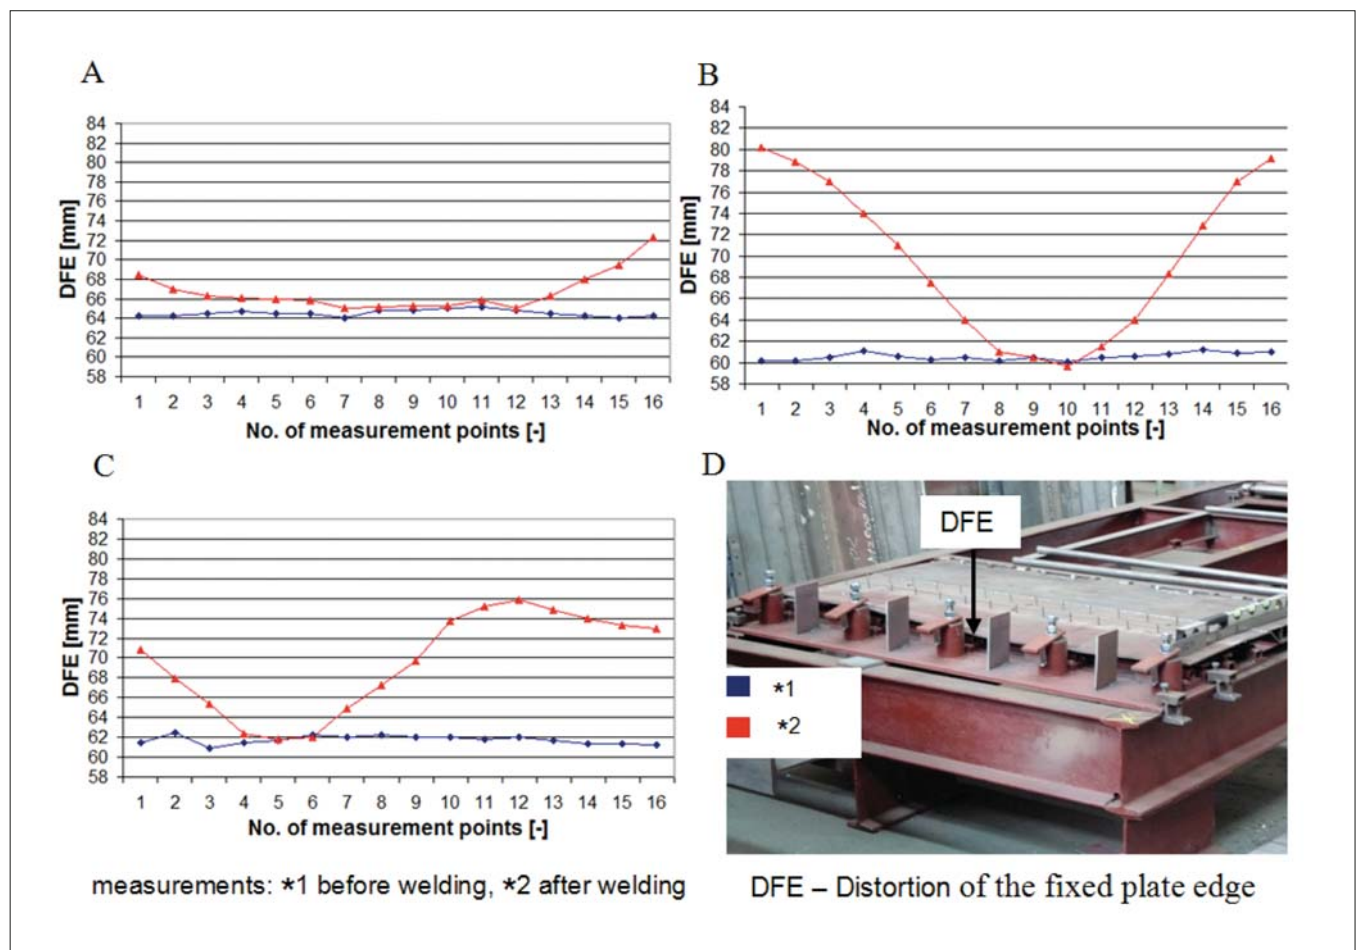 A
84
82
80
78
76
74
72
70
68
66
64
62
60
58
DFE [mm]
1 2 3 4 5 6 7 8 9 10 11 12 13 14 15 16
No. of measurement points [-]
B
84
82
80
78
76
74
72
70
68
66
64
62
60
58
DFE [mm]
1 2 3 4 5 6 7 8 9 10 11 12 13 14 15 16
No. of measurement points [-]
C
84
82
80
78
76
74
72
70
68
66
64
62
60
58
DFE [mm]
1 2 3 4 5 6 7 8 9 10 11 12 13 14 15 16
No. of measurement points [-]
D
DFE
*1
*2
measurements: *1 before welding, *2 after welding
DFE – Distortion of the fixed plate edge